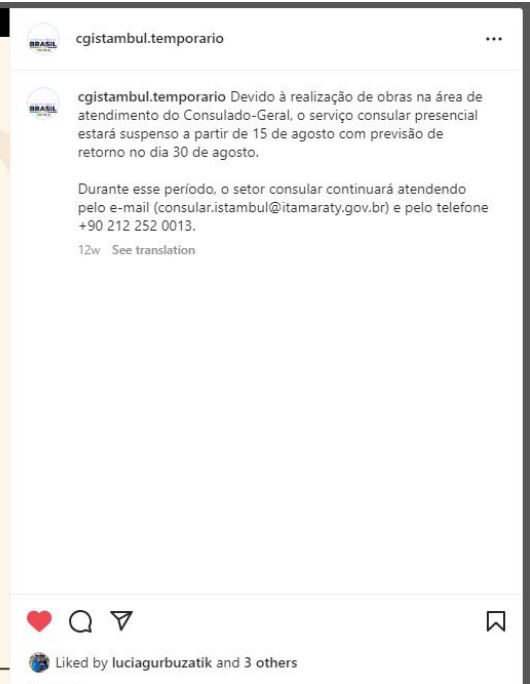 cgistambul.temporario
BRASIL
BRASIL
cgistambul.temporario Devido à realização de obras na área de
atendimento do Consulado-Geral, o serviço consular presencial
estará suspenso a partir de 15 de agosto com previsão de
retorno no dia 30 de agosto.
Durante esse período, o setor consular continuará atendendo
pelo e-mail (consular.istambul@itamaraty.gov.br) e pelo telefone
+90 212 252 0013.
12w See translation
Liked by luciagurbuzatik and 3 others